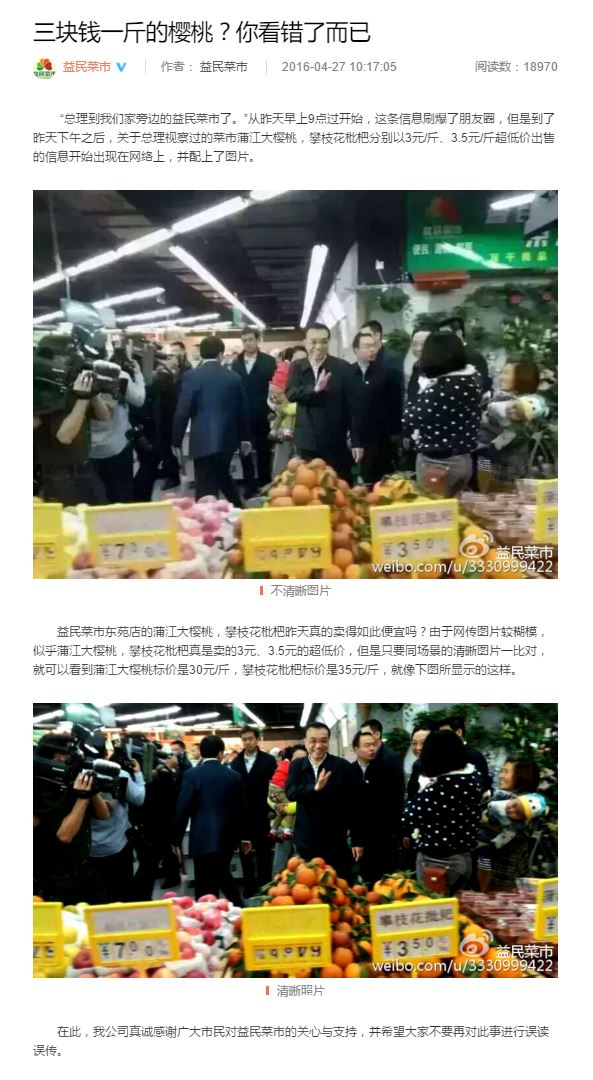 三块钱一斤的樱桃？你看错了而已
益民菜市 作者： 益民菜市 2016-04-27 10:17:05 阅读数：18970
“总理到我们家旁边的益民菜市了。”从昨天早上9点过开始，这条信息刷爆了朋友圈，但是到了
昨天下午之后，关于总理视察过的菜市蒲江大樱桃，攀枝花枇杷分别以3元/斤、3.5元/斤超低价出售
的信息开始出现在网络上，并配上了图片。
益民菜市
攀枝花枇杷
¥700
¥350
益民菜市
weibo.com/u/3330999422
不清晰图片
益民菜市东苑店的蒲江大樱桃，攀枝花枇杷昨天真的卖得如此便宜吗？由于网传图片较模糊，
似乎蒲江大樱桃，攀枝花枇杷真是卖的3元、3.5元的超低价，但是只要同场景的清晰图片一比对，
就可以看到蒲江大樱桃标价是30元/斤，攀枝花枇杷标价是35元/斤，就像下图所显示的这样。
攀枝花枇杷
¥700
¥350
益民菜市
weibo.com/u/3330999422
清晰照片
在此，我公司真诚感谢广大市民对益民菜市的关心与支持，并希望大家不要再对此事进行误读
误传。